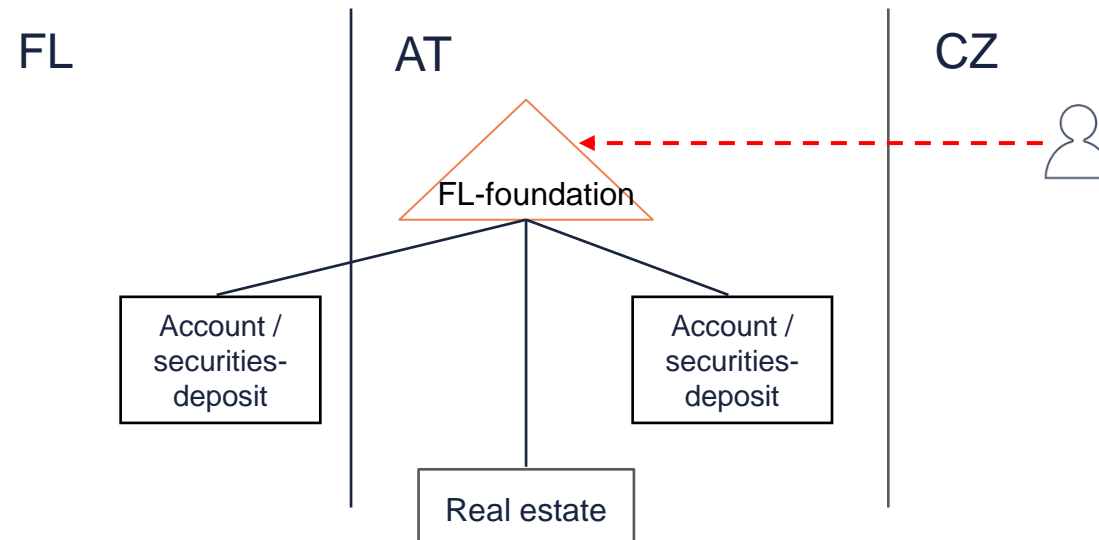 FL
AT
CZ
FL-foundation
Account /
securities-
deposit
Account /
securities-
deposit
Real estate